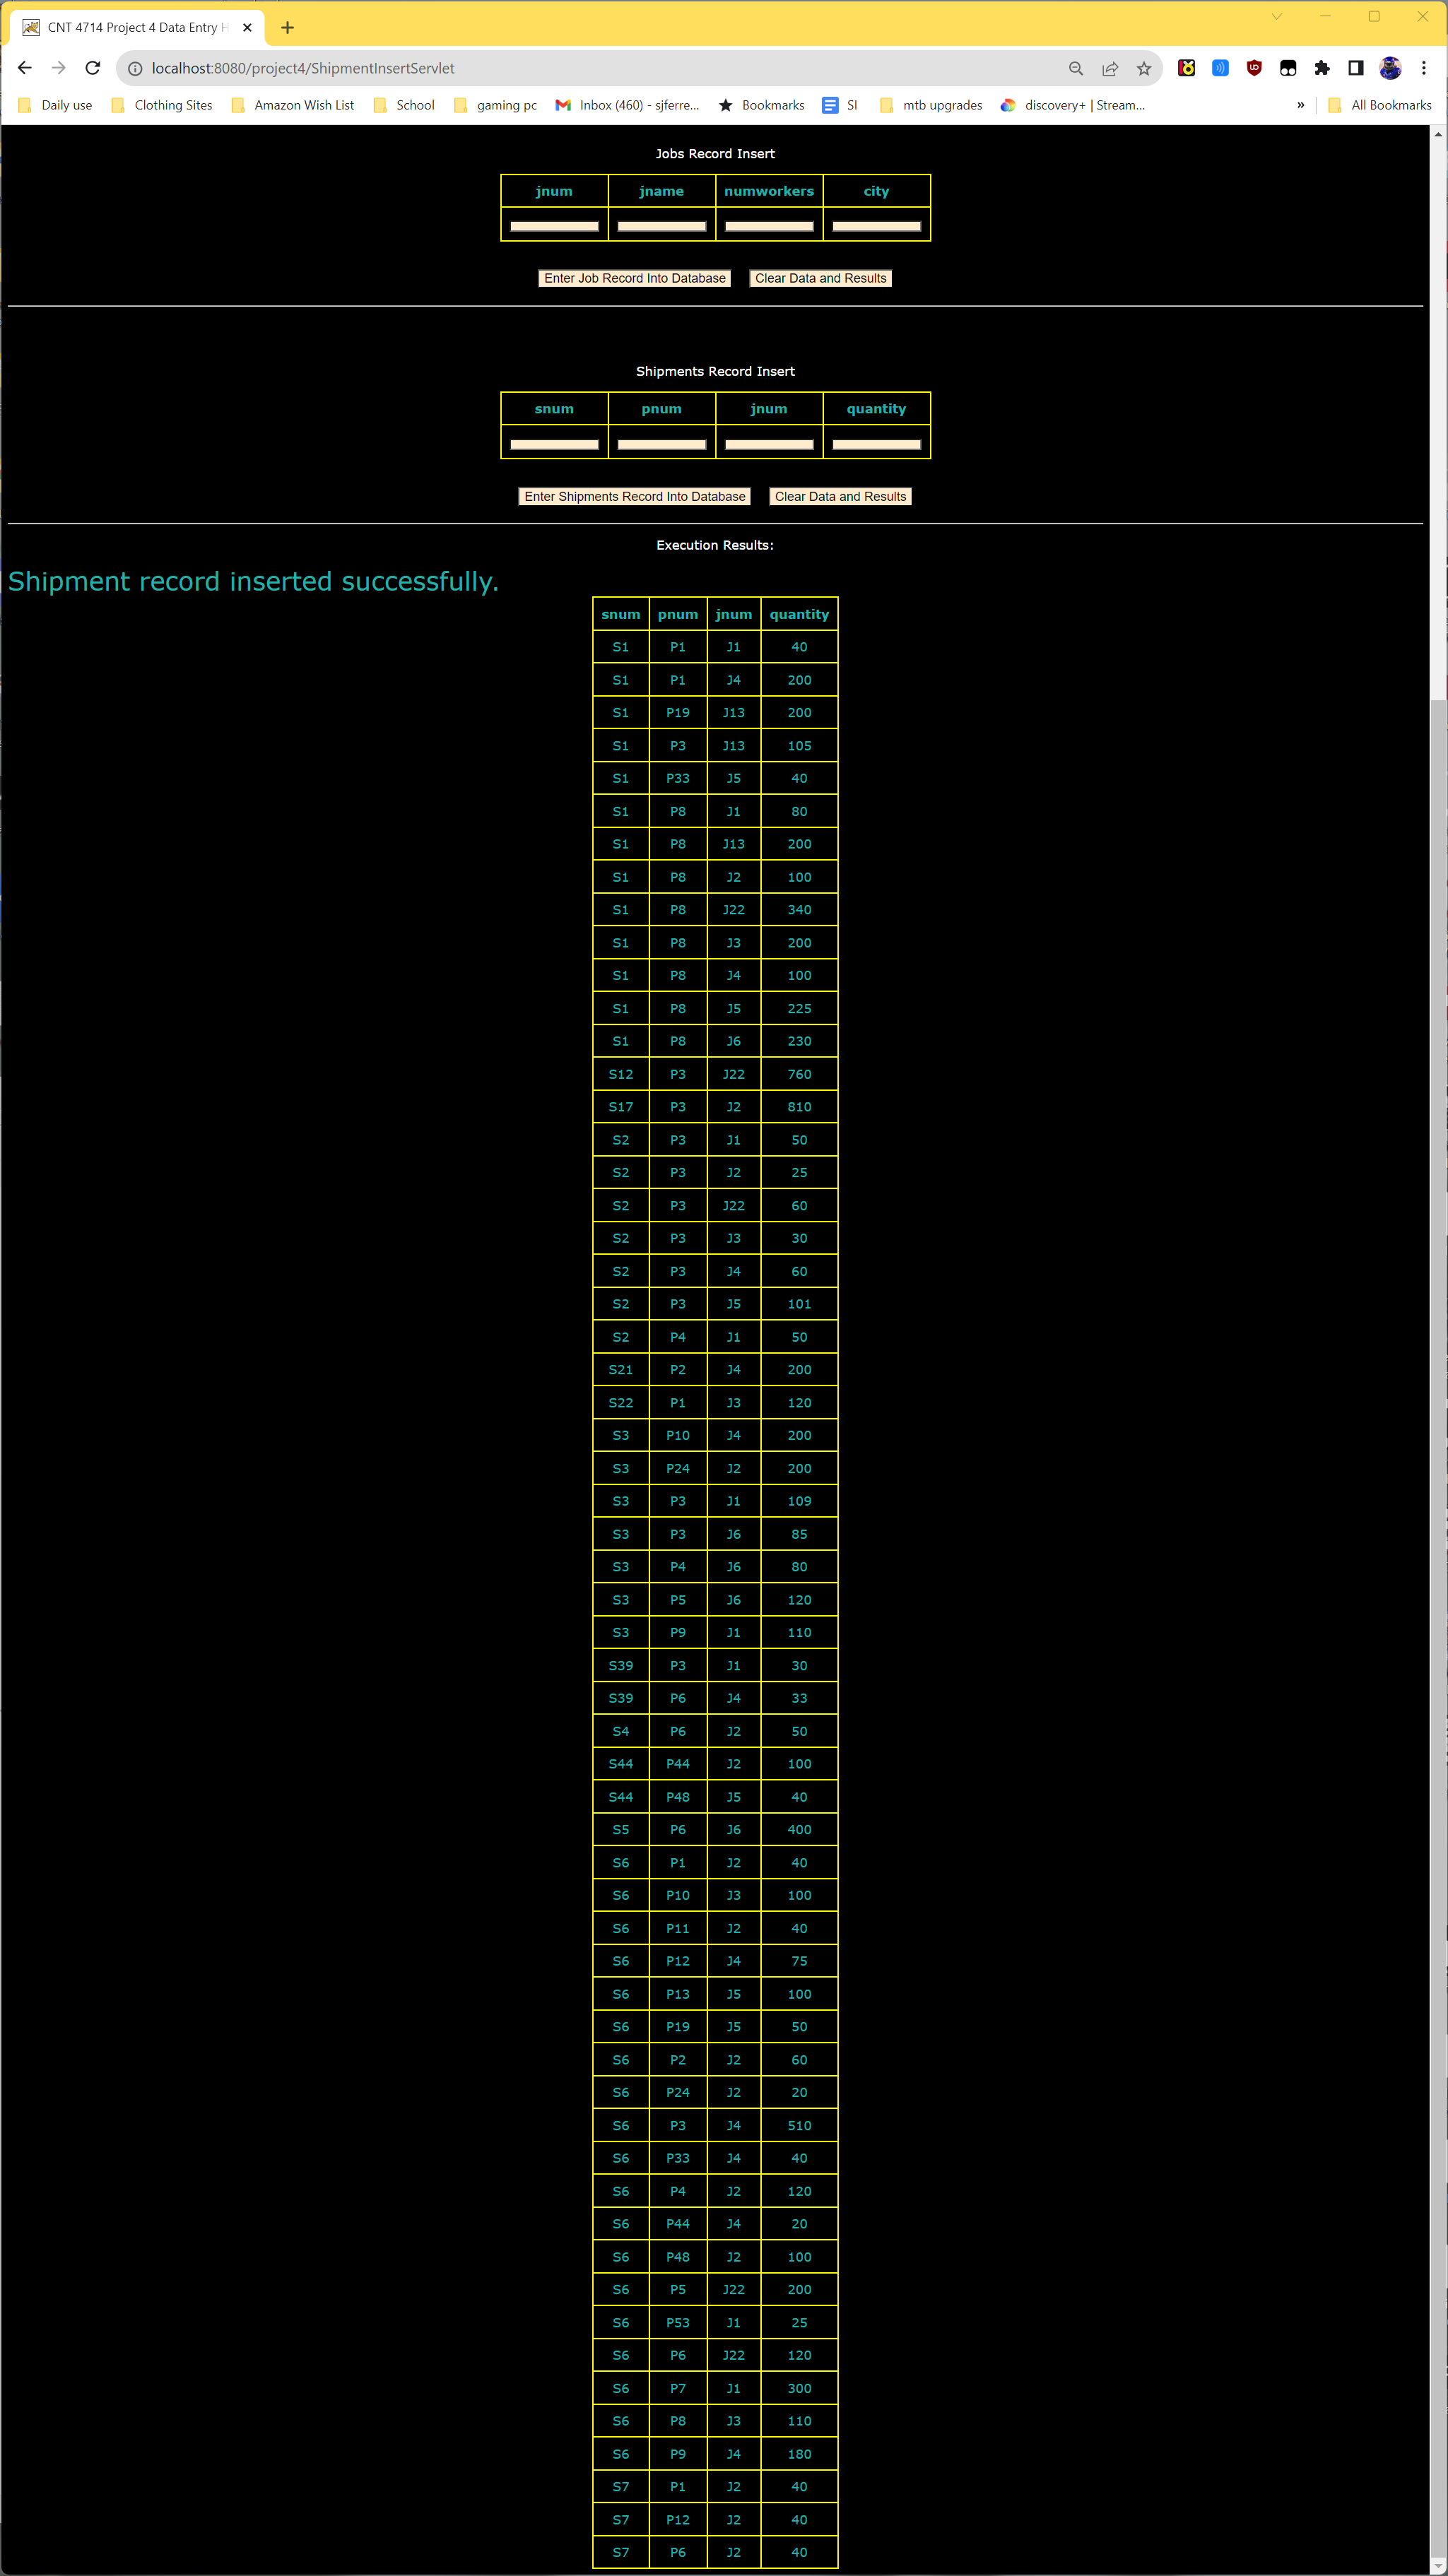 CNT 4714 Project 4 Data Entry H
localhost:8080/project4/ShipmentInsertServlet
Daily use Clothing Sites Amazon Wish List School gaming pc Inbox (460) - sjferre... Bookmarks SI mtb upgrades discovery+ | Stream... » All Bookmarks
Jobs Record Insert
jnum jname numworkers city
Enter Job Record Into Database Clear Data and Results
Shipments Record Insert
snum pnum jnum quantity
Enter Shipments Record Into Database Clear Data and Results
Execution Results:
Shipment record inserted successfully.
snum pnum jnum quantity
S1 P1 J1 40
S1 P1 J4 200
S1 P19 J13 200
S1 P3 J13 105
S1 P33 J5 40
S1 P8 J1 80
S1 P8 J13 200
S1 P8 J2 100
S1 P8 J22 340
S1 P8 J3 200
S1 P8 J4 100
S1 P8 J5 225
S1 P8 J6 230
S12 P3 J22 760
S17 P3 J2 810
S2 P3 J1 50
S2 P3 J2 25
S2 P3 J22 60
S2 P3 J3 30
S2 P3 J4 60
S2 P3 J5 101
S2 P4 J1 50
S21 P2 J4 200
S22 P1 J3 120
S3 P10 J4 200
S3 P24 J2 200
S3 P3 J1 109
S3 P3 J6 85
S3 P4 J6 80
S3 P5 J6 120
S3 P9 J1 110
S39 P3 J1 30
S39 P6 J4 33
S4 P6 J2 50
S44 P44 J2 100
S44 P48 J5 40
S5 P6 J6 400
S6 P1 J2 40
S6 P10 J3 100
S6 P11 J2 40
S6 P12 J4 75
S6 P13 J5 100
S6 P19 J5 50
S6 P2 J2 60
S6 P24 J2 20
S6 P3 J4 510
S6 P33 J4 40
S6 P4 J2 120
S6 P44 J4 20
S6 P48 J2 100
S6 P5 J22 200
S6 P53 J1 25
S6 P6 J22 120
S6 P7 J1 300
S6 P8 J3 110
S6 P9 J4 180
S7 P1 J2 40
S7 P12 J2 40
S7 P6 J2 40